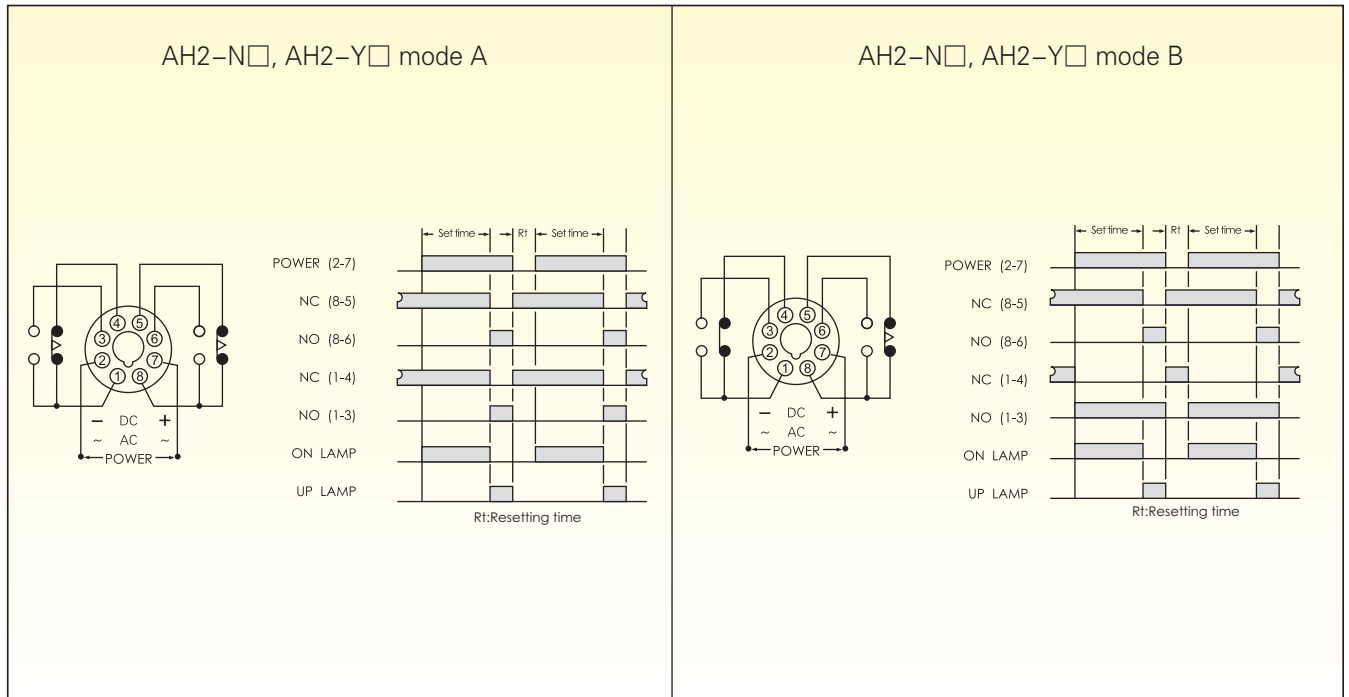 AH2–N□, AH2–Y□ mode A
Set time Rt Set time
POWER (2-7)
NC (8-5)
NO (8-6)
NC (1-4)
NO (1-3)
ON LAMP
UP LAMP
Rt:Resetting time
4 5
3 6
2 7
1 8
− DC +
~ AC ~
POWER
AH2–N□, AH2–Y□ mode B
Set time Rt Set time
POWER (2-7)
NC (8-5)
NO (8-6)
NC (1-4)
NO (1-3)
ON LAMP
UP LAMP
Rt:Resetting time
4 5
3 6
2 7
1 8
− DC +
~ AC ~
POWER